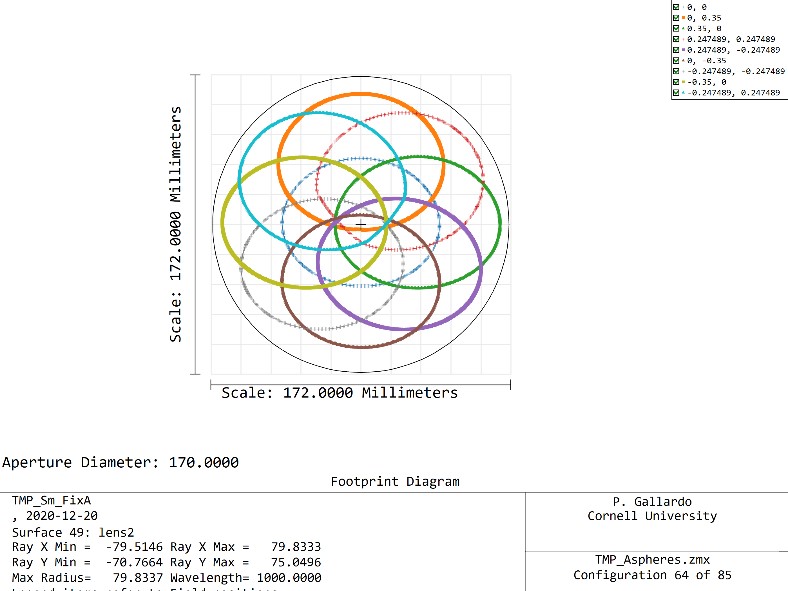 0, 0
0, 0.35
0.35, 0
0.247489, 0.247489
0.247489, -0.247489
0, -0.35
-0.247489, -0.247489
-0.35, 0
-0.247489, 0.247489
Scale: 172.0000 Millimeters
Scale: 172.0000 Millimeters
Aperture Diameter: 170.0000
Footprint Diagram
TMP_Sm_FixA
, 2020-12-20
Surface 49: lens2
Ray X Min = -79.5146 Ray X Max = 79.8333
Ray Y Min = -70.7664 Ray Y Max = 75.0496
Max Radius= 79.8337 Wavelength= 1000.0000
P. Gallardo
Cornell University
TMP_Aspheres.zmx
Configuration 64 of 85